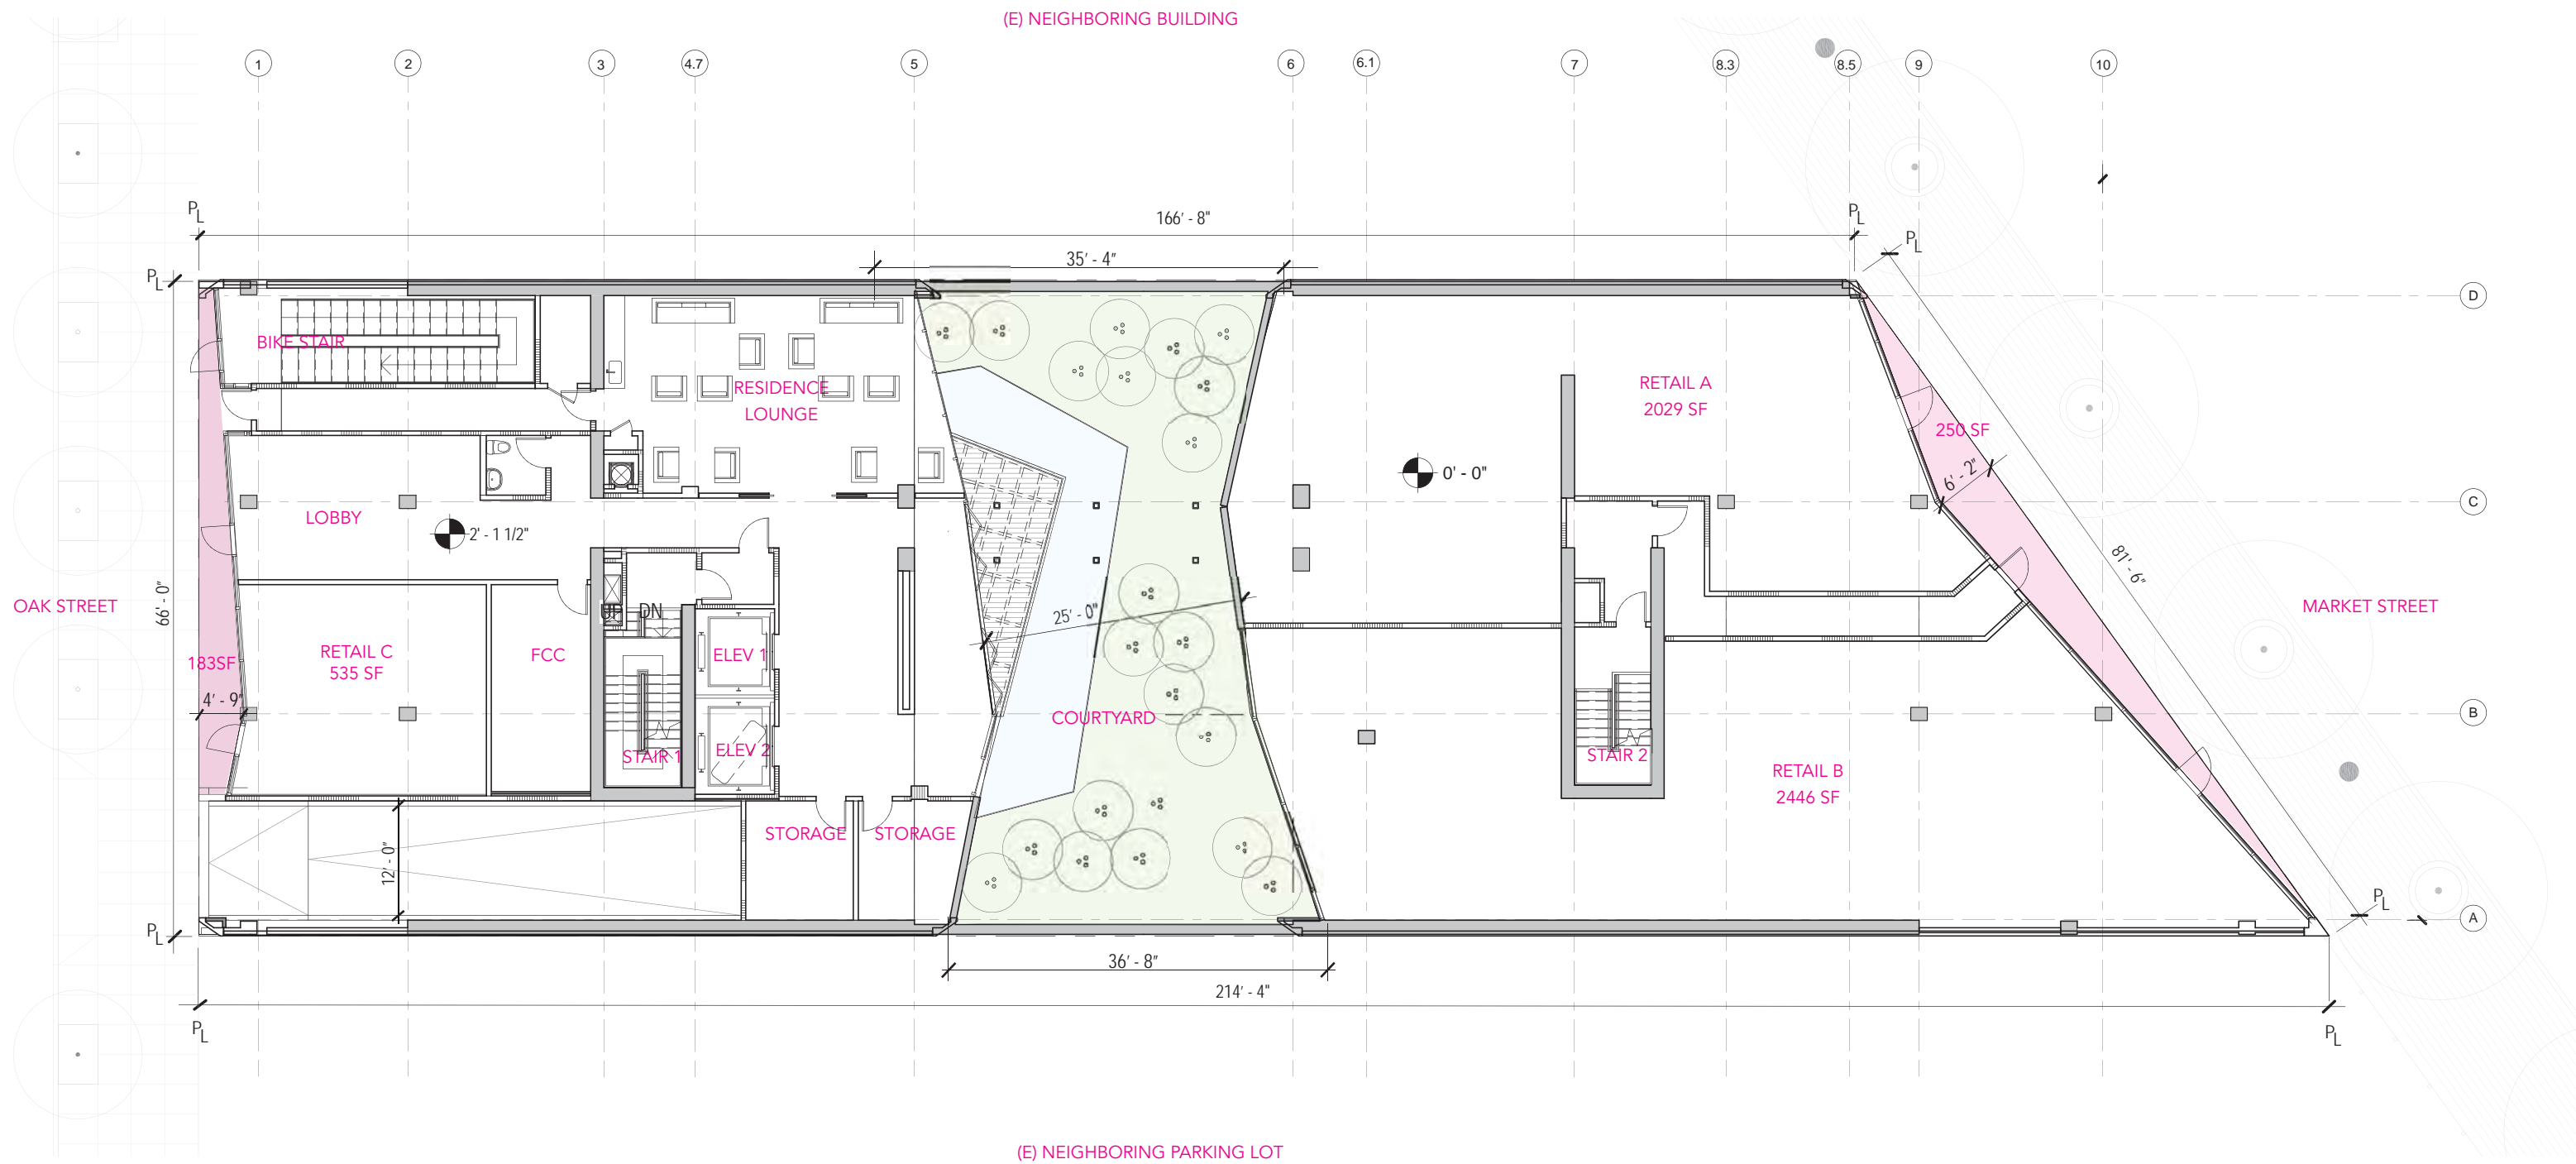 (E) NEIGHBORING BUILDING
1 2 3 4.7 5 6 6.1 7 8.3 8.5 9 10
PL
166' - 8"
PL
PL
35' - 4"
PL
D
BIKE STAIR
RESIDENCE
LOUNGE
RETAIL A
2029 SF
250 SF
6' - 2"
0' - 0"
C
LOBBY
2' - 1 1/2"
81' - 6"
OAK STREET
66' - 0"
UP DN
25' - 0"
MARKET STREET
183SF
4' - 9"
RETAIL C
535 SF
FCC
ELEV 1
COURTYARD
B
STAIR 1
ELEV 2
STAIR 2
RETAIL B
2446 SF
STORAGE
STORAGE
12' - 0"
PL
PL
A
36' - 8"
214' - 4"
PL
PL
(E) NEIGHBORING PARKING LOT